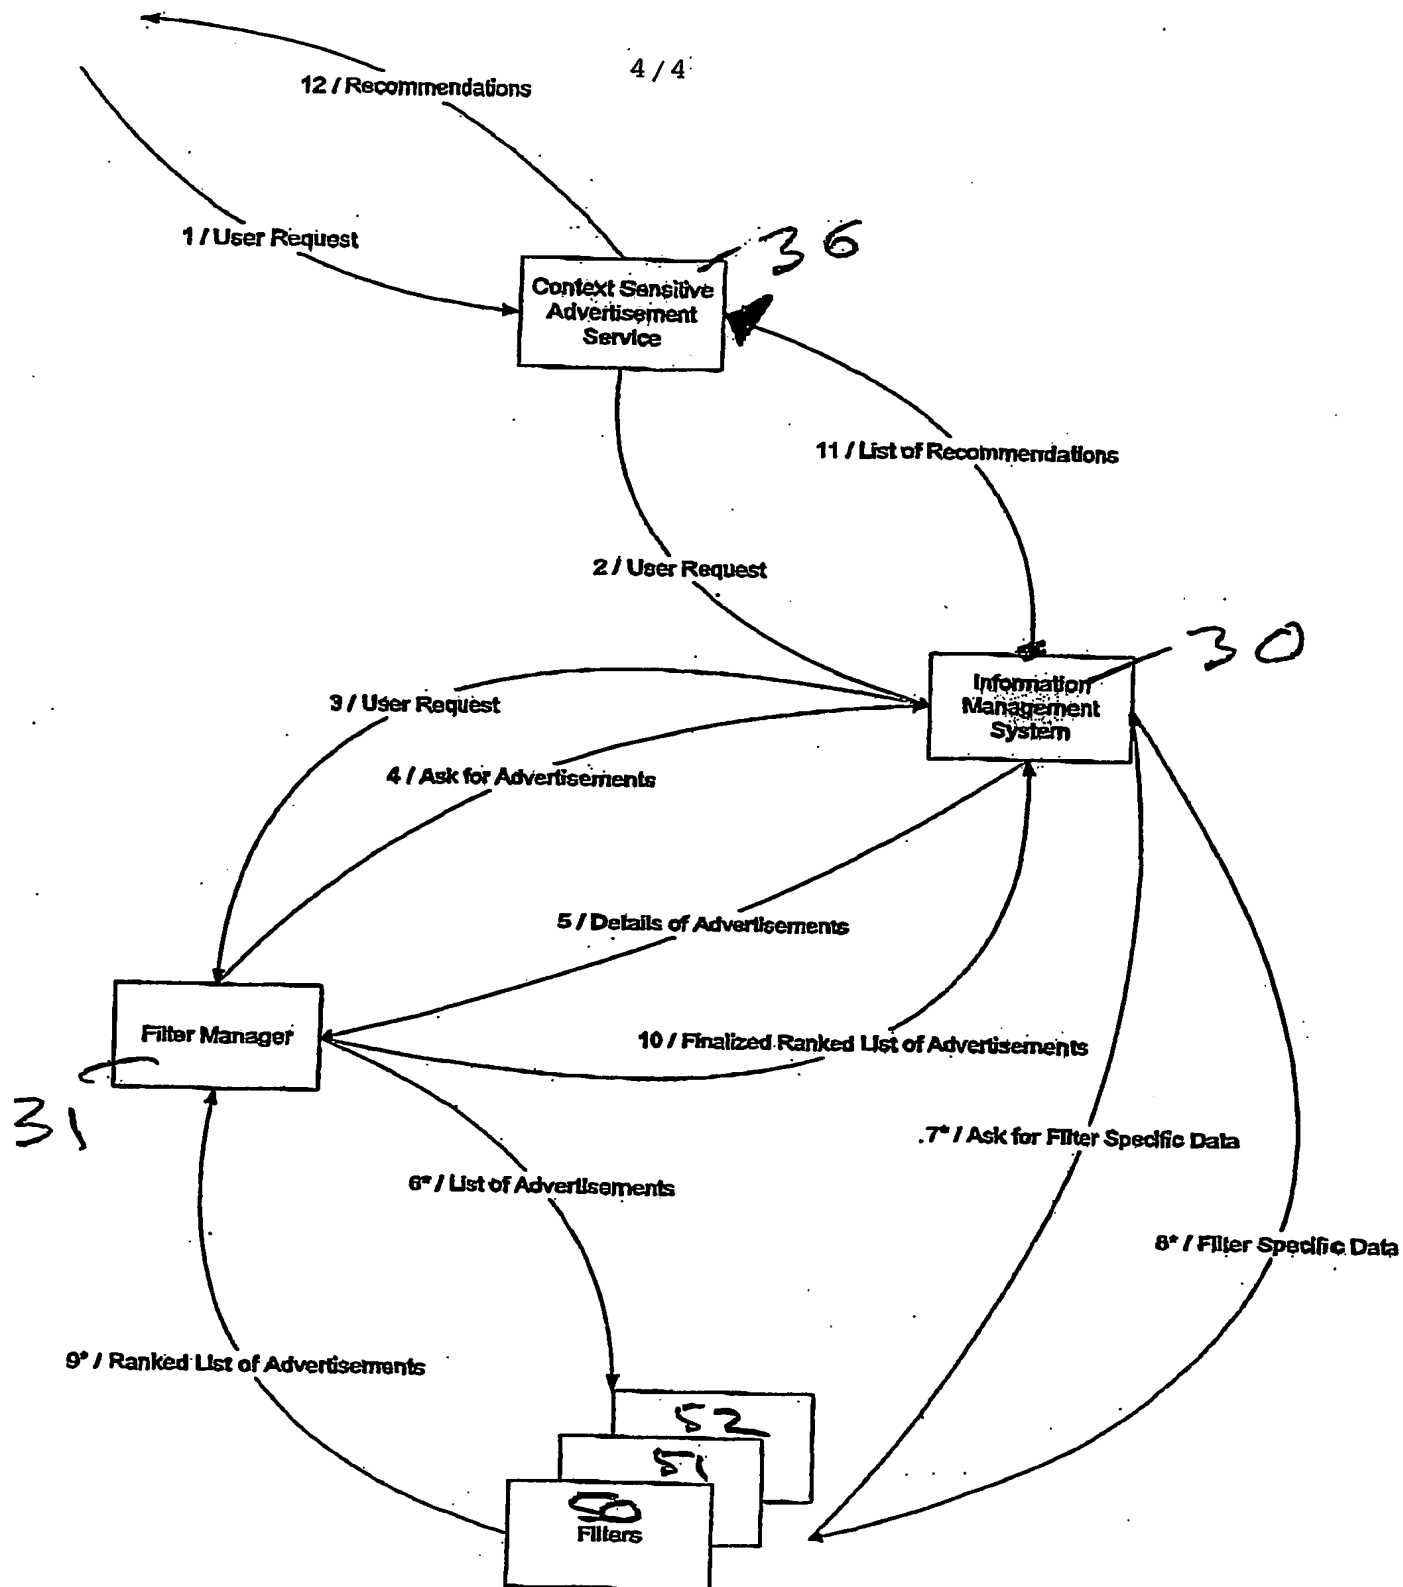 4/4
12 / Recommendations
1 / User Request
36
Context Sensitive
Advertisement
Service
11 / List of Recommendations
2 / User Request
30
Information
Management
System
3 / User Request
4 / Ask for Advertisements
5 / Details of Advertisements
Filter Manager
10 / Finalized Ranked List of Advertisements
31
7* / Ask for Filter Specific Data
6* / List of Advertisements
8* / Filter Specific Data
9* / Ranked List of Advertisements
52
51
50
Filters